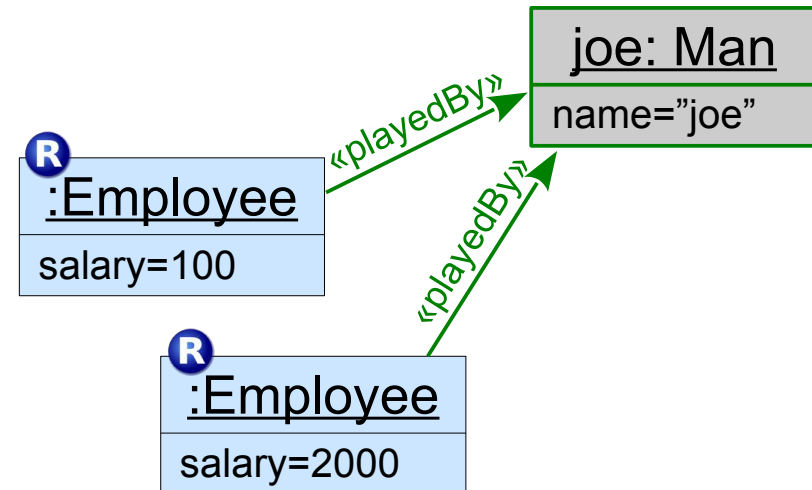 joe: Man
name=”joe”
«playedBy»
R
:Employee
salary=100
«playedBy»
R
:Employee
salary=2000